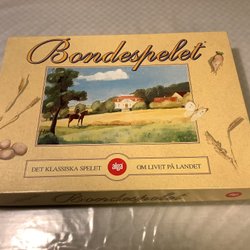 Bondespelet
DET KLASSISKA SPELET alga OM LIVET PÅ LANDET
Bondespelet